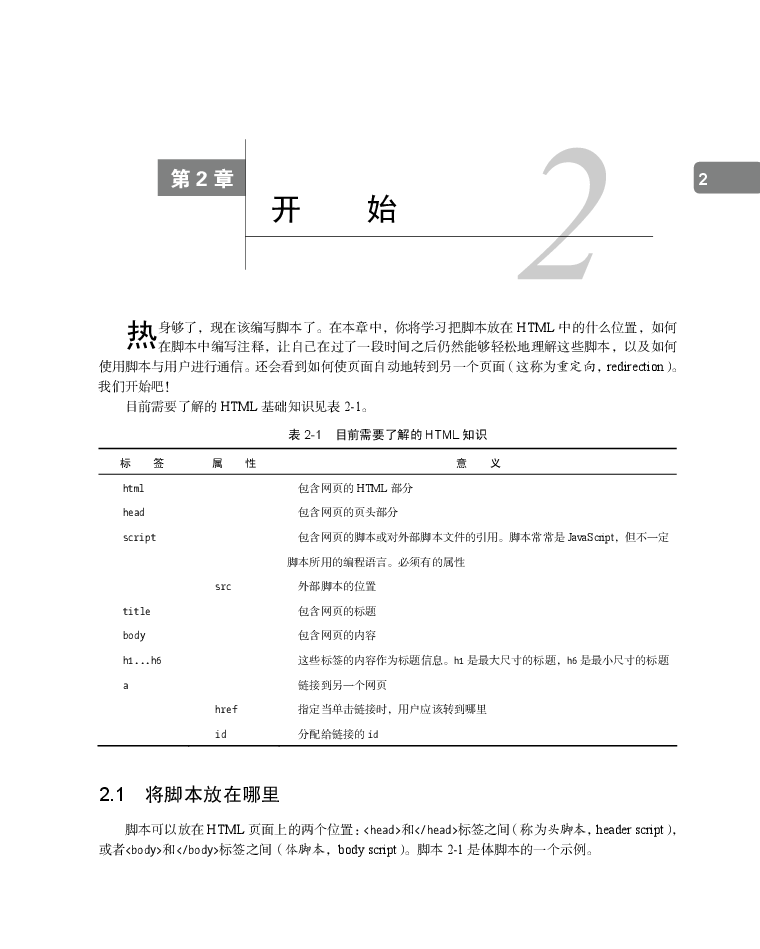 第 2 章
2
2
开 始
热身够了，现在该编写脚本了。在本章中，你将学习把脚本放在 HTML 中的什么位置，如何
在脚本中编写注释，让自己在过了一段时间之后仍然能够轻松地理解这些脚本，以及如何
使用脚本与用户进行通信。还会看到如何使页面自动地转到另一个页面（这称为重定向，redirection）。
我们开始吧！
目前需要了解的 HTML 基础知识见表 2-1。
表 2-1 目前需要了解的 HTML 知识
标 签 属 性 意 义
html 包含网页的 HTML 部分
head 包含网页的页头部分
script 包含网页的脚本或对外部脚本文件的引用。脚本常常是 JavaScript，但不一定
脚本所用的编程语言。必须有的属性
src 外部脚本的位置
title 包含网页的标题
body 包含网页的内容
h1...h6 这些标签的内容作为标题信息。h1 是最大尺寸的标题，h6 是最小尺寸的标题
a 链接到另一个网页
href 指定当单击链接时，用户应该转到哪里
id 分配给链接的 id
2.1 将脚本放在哪里
脚本可以放在 HTML 页面上的两个位置：<head>和</head>标签之间（称为头脚本，header script），
或者<body>和</body>标签之间（体脚本，body script）。脚本 2-1 是体脚本的一个示例。